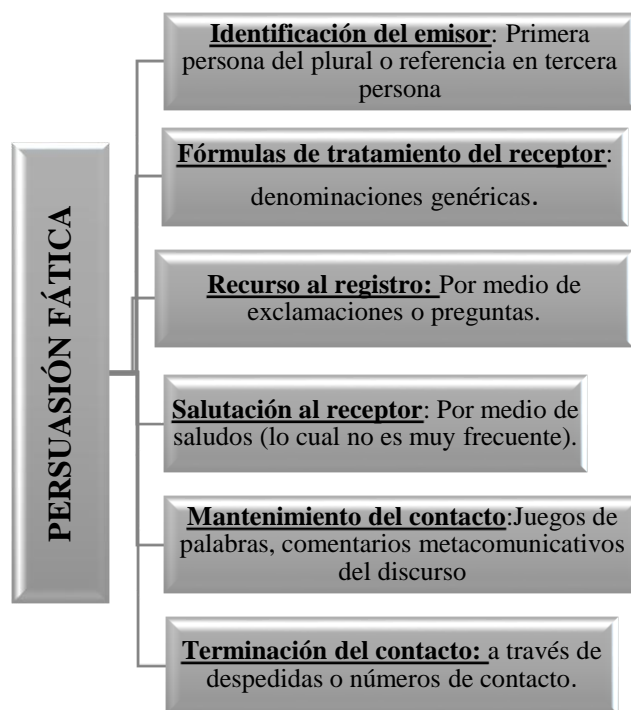 PERSUASIÓN FÁTICA
Identificación del emisor: Primera
persona del plural o referencia en tercera
persona
Fórmulas de tratamiento del receptor:
denominaciones genéricas.
Recurso al registro: Por medio de
exclamaciones o preguntas.
Salutación al receptor: Por medio de
saludos (lo cual no es muy frecuente).
Mantenimiento del contacto:Juegos de
palabras, comentarios metacomunicativos
del discurso
Terminación del contacto: a través de
despedidas o números de contacto.